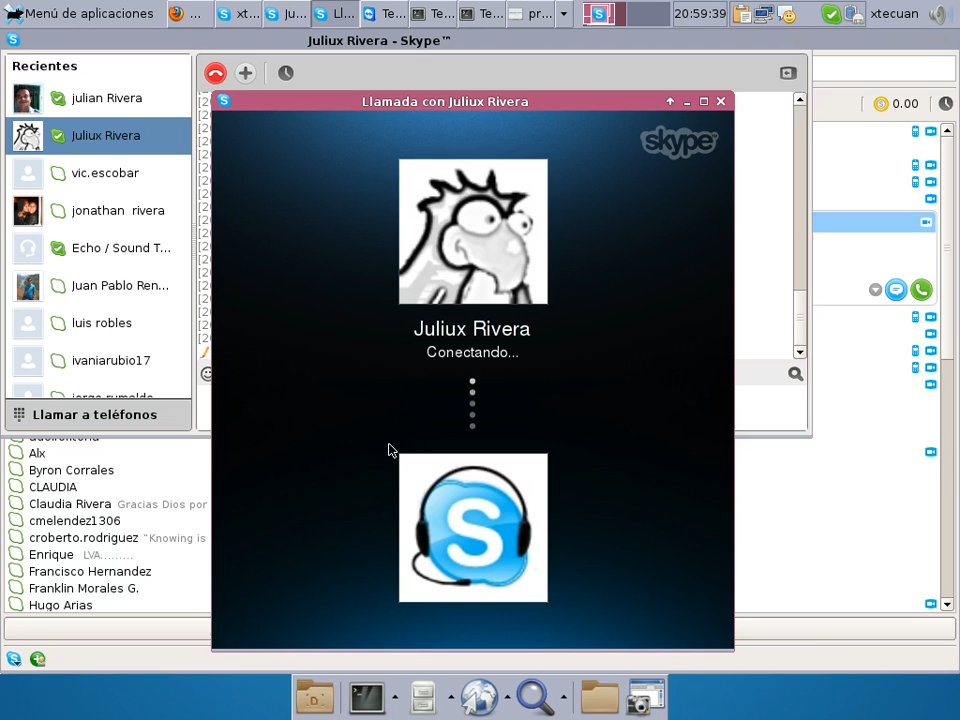 Menú de aplicaciones
...
xt...
Ju...
Ll...
Te...
Te...
Te...
pr...
20:59:39
xtecuan
Juliux Rivera - Skype™
Recientes
julian Rivera
Juliux Rivera
vic.escobar
jonathan rivera
Echo / Sound T...
Juan Pablo Ren...
luis robles
ivaniarubio17
Llamar a teléfonos
Llamada con Juliux Rivera
skype
Juliux Rivera
Conectando...
0.00
Alx
Byron Corrales
CLAUDIA
Claudia Rivera Gracias Dios por
cmelendez1306
croberto.rodriguez "Knowing is
Enrique LVA.........
Francisco Hernandez
Franklin Morales G.
Hugo Arias